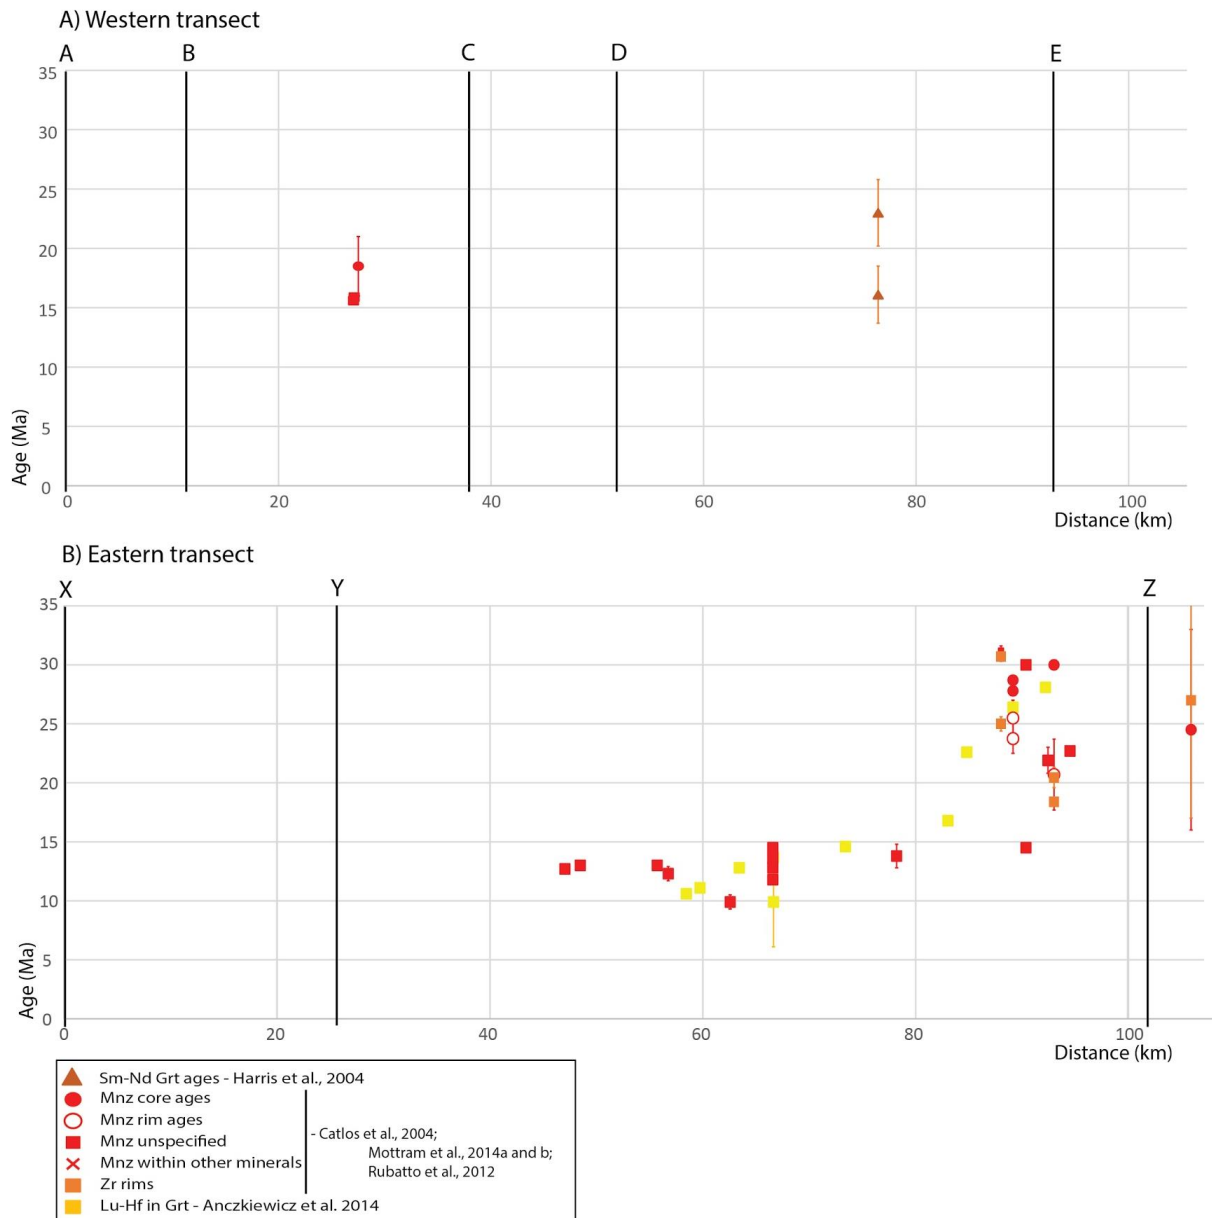 A) Western transect
A B C D E
35
30
25
20
15
10
5
0
Age (Ma)
0 20 40 60 80 100
Distance (km)
B) Eastern transect
X Y Z
35
30
25
20
15
10
5
0
Age (Ma)
0 20 40 60 80 100
Distance (km)
Sm-Nd Grt ages - Harris et al., 2004
Mnz core ages
Mnz rim ages
Mnz unspecified
Mnz within other minerals
Zr rims
- Catlos et al., 2004;
Mottram et al., 2014a and b;
Rubatto et al., 2012
Lu-Hf in Grt - Anczkiewicz et al. 2014